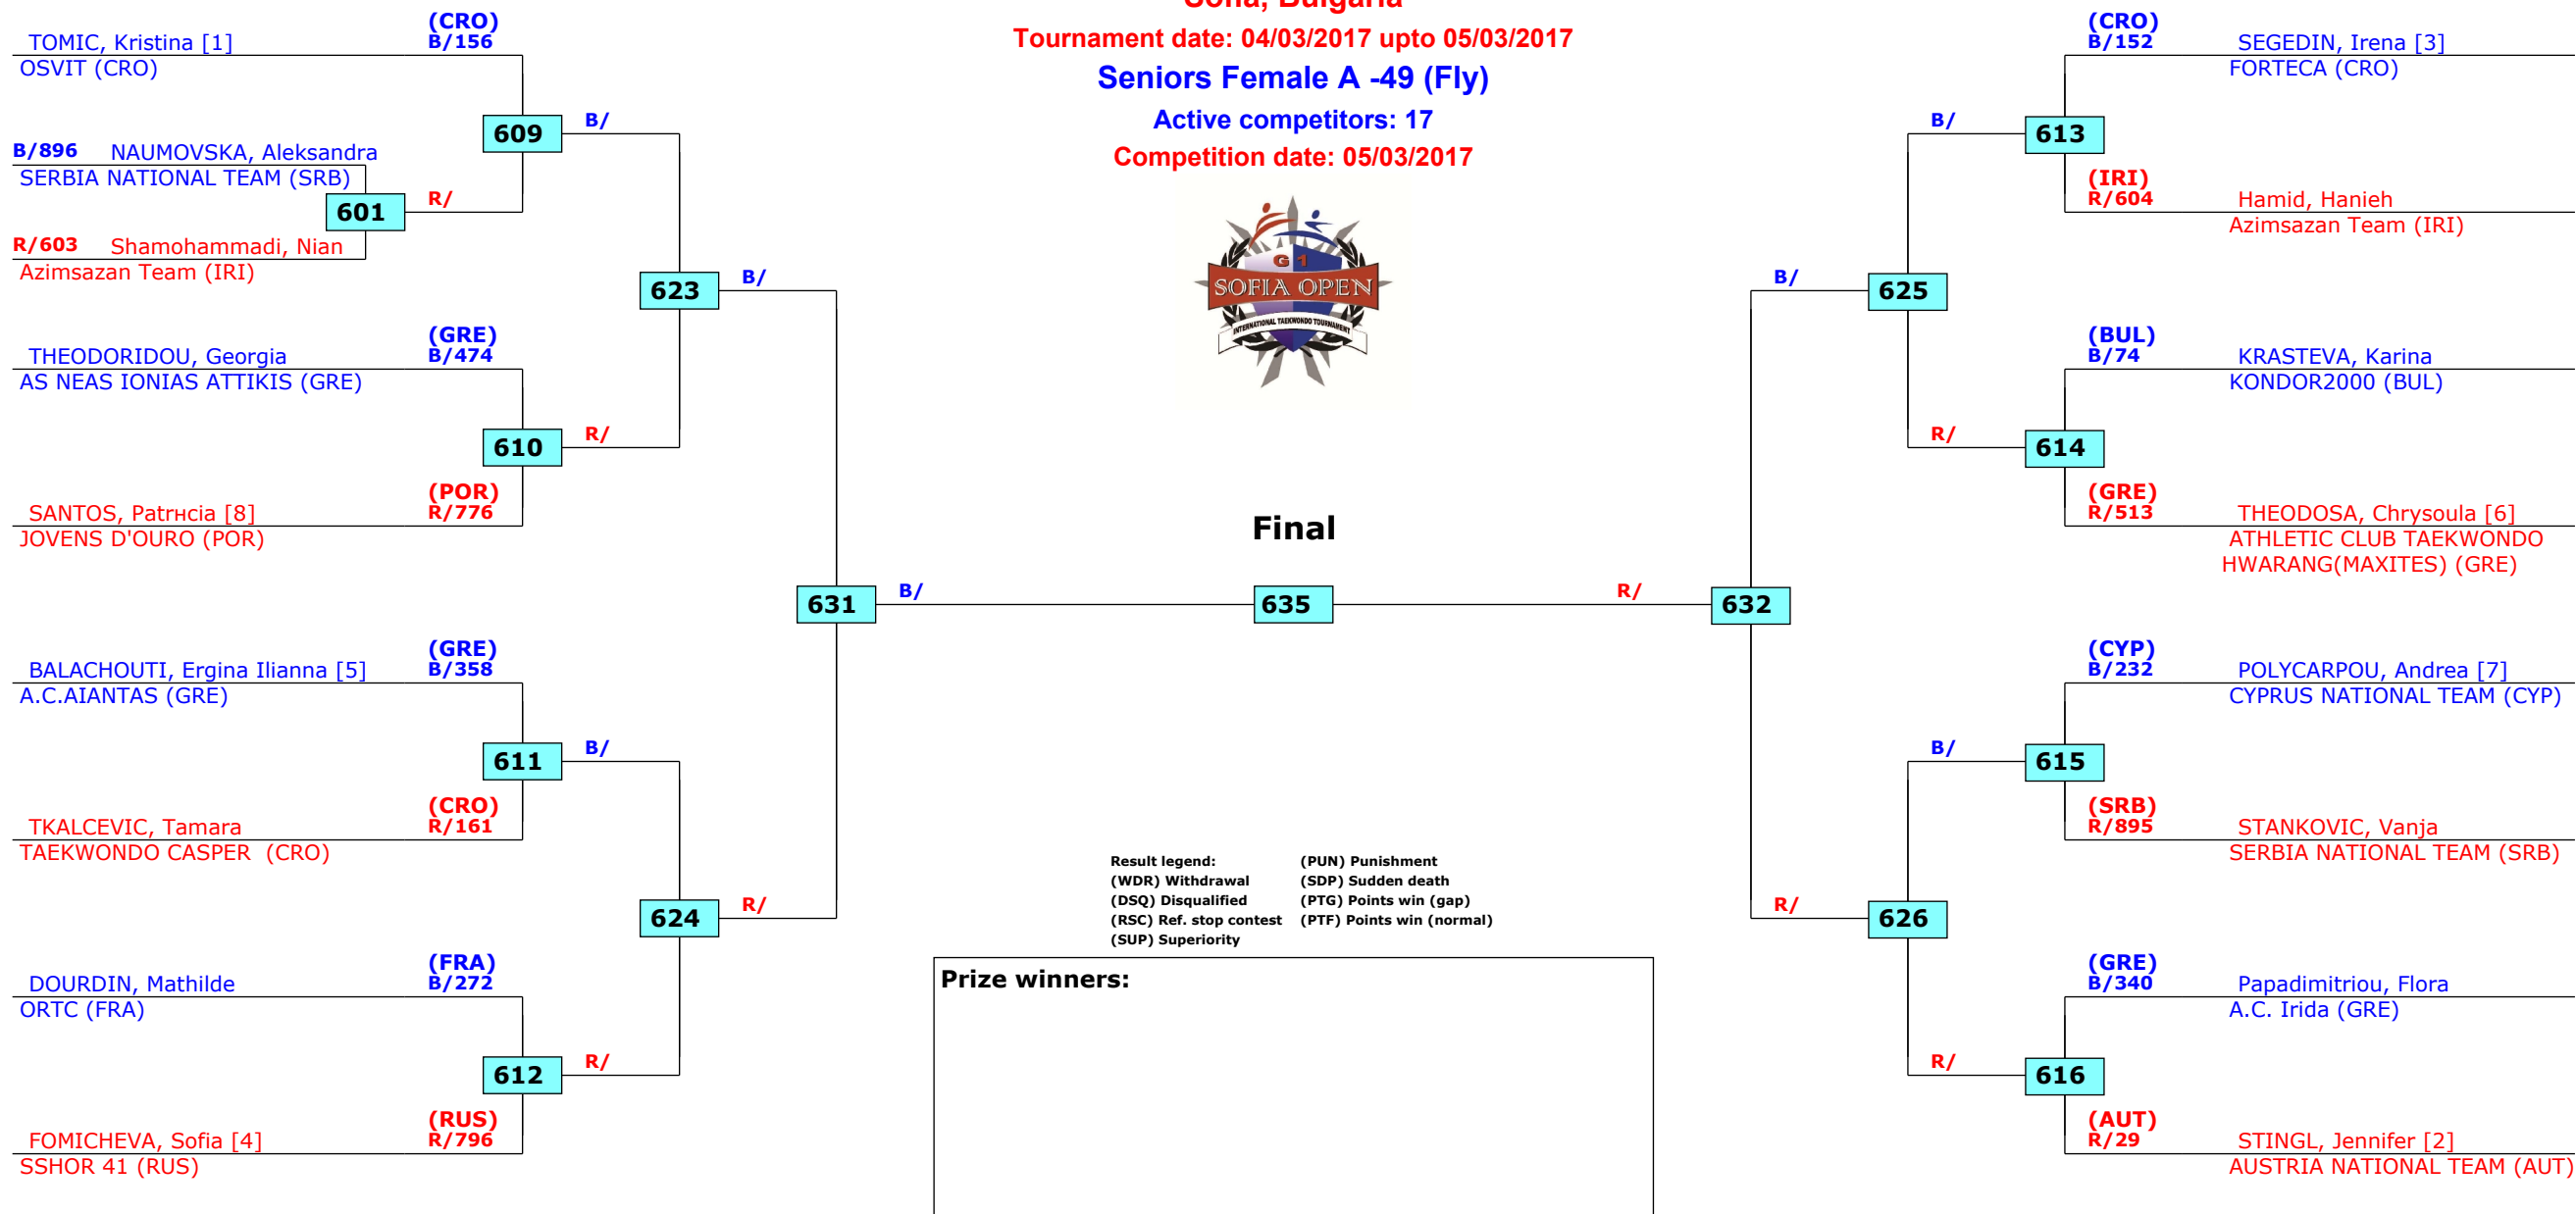 Sofia, Bulgaria
Tournament date: 04/03/2017 upto 05/03/2017
Seniors Female A -49 (Fly)
Active competitors: 17
Competition date: 05/03/2017
G 1
SOFIA OPEN
INTERNATIONAL TAEKWONDO TOURNAMENT
(CRO)
TOMIC, Kristina [1] B/156
OSVIT (CRO)
609
B/
B/896 NAUMOVSKA, Aleksandra
SERBIA NATIONAL TEAM (SRB)
601
R/
R/603 Shamohammadi, Nian
Azimsazan Team (IRI)
623
B/
(GRE)
THEODORIDOU, Georgia B/474
AS NEAS IONIAS ATTIKIS (GRE)
610
R/
(POR)
SANTOS, Patrнcia [8] R/776
JOVENS D'OURO (POR)
631
B/
(GRE)
BALACHOUTI, Ergina Ilianna [5] B/358
A.C.AIANTAS (GRE)
611
B/
(CRO)
TKALCEVIC, Tamara R/161
TAEKWONDO CASPER (CRO)
624
R/
(FRA)
DOURDIN, Mathilde B/272
ORTC (FRA)
612
R/
(RUS)
FOMICHEVA, Sofia [4] R/796
SSHOR 41 (RUS)
Final
635
(CRO)
B/152 SEGEDIN, Irena [3]
FORTECA (CRO)
B/
613
(IRI)
R/604 Hamid, Hanieh
Azimsazan Team (IRI)
B/
625
(BUL)
B/74 KRASTEVA, Karina
KONDOR2000 (BUL)
R/
614
(GRE)
R/513 THEODOSA, Chrysoula [6]
ATHLETIC CLUB TAEKWONDO
HWARANG(MAXITES) (GRE)
R/
632
(CYP)
B/232 POLYCARPOU, Andrea [7]
CYPRUS NATIONAL TEAM (CYP)
B/
615
(SRB)
R/895 STANKOVIC, Vanja
SERBIA NATIONAL TEAM (SRB)
R/
626
(GRE)
B/340 Papadimitriou, Flora
A.C. Irida (GRE)
R/
616
(AUT)
R/29 STINGL, Jennifer [2]
AUSTRIA NATIONAL TEAM (AUT)
Result legend: (PUN) Punishment
(WDR) Withdrawal (SDP) Sudden death
(DSQ) Disqualified (PTG) Points win (gap)
(RSC) Ref. stop contest (PTF) Points win (normal)
(SUP) Superiority
Prize winners: